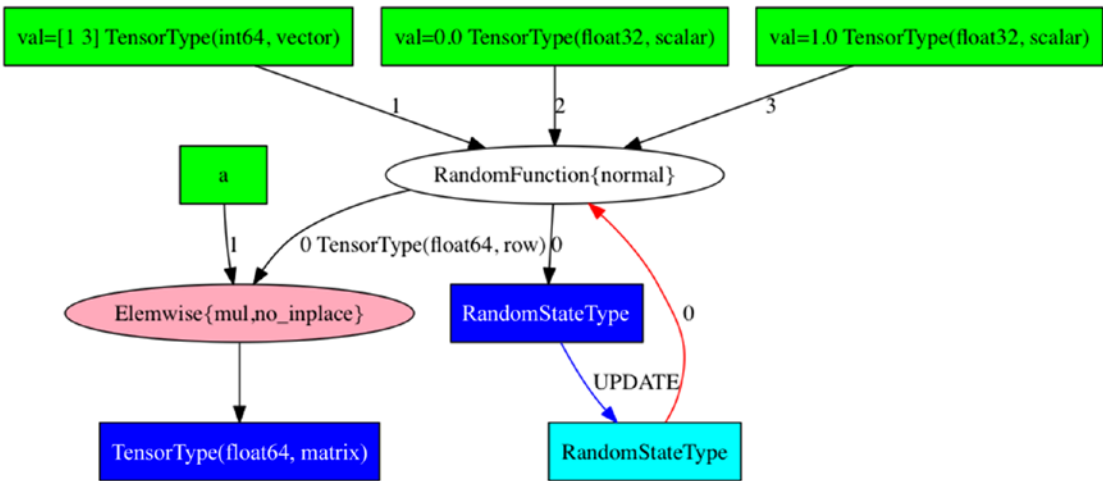 val=[1 3] TensorType(int64, vector)
val=0.0 TensorType(float32, scalar)
val=1.0 TensorType(float32, scalar)
1
2
3
a
RandomFunction{normal}
1
0 TensorType(float64, row)
0
Elemwise{mul,no_inplace}
RandomStateType
0
UPDATE
TensorType(float64, matrix)
RandomStateType